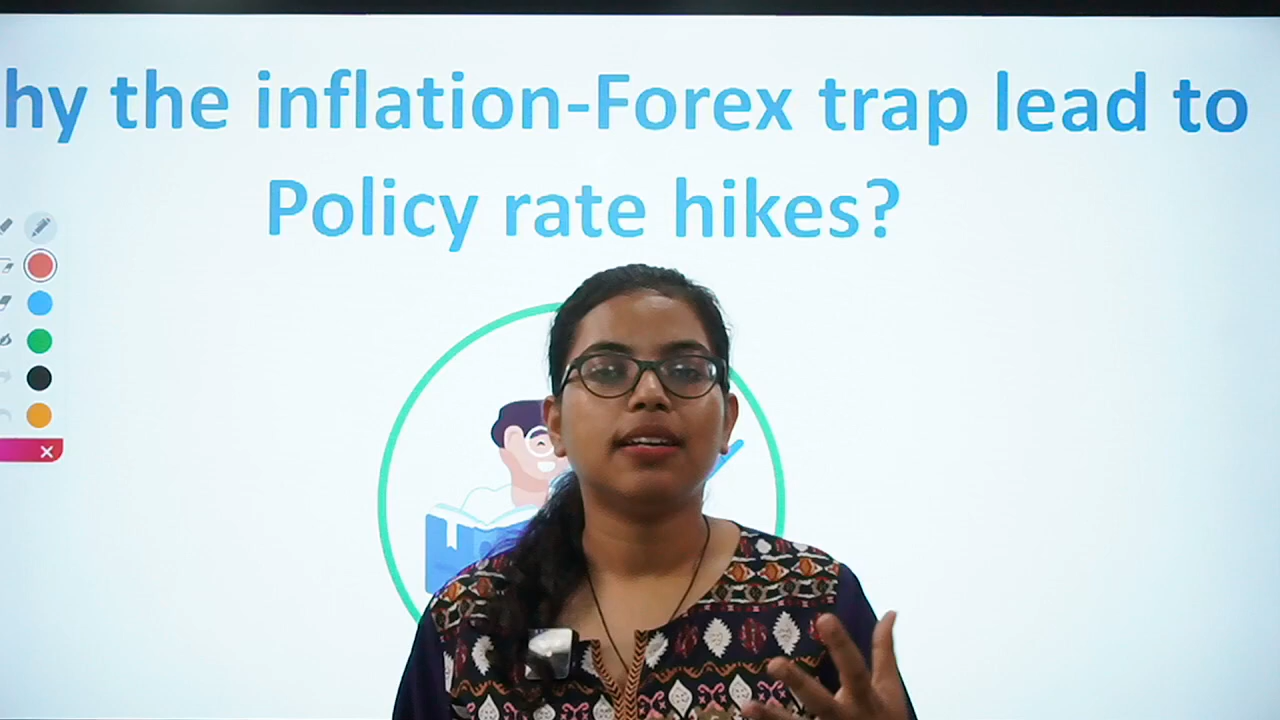 hy the inflation-Forex trap lead to
Policy rate hikes?